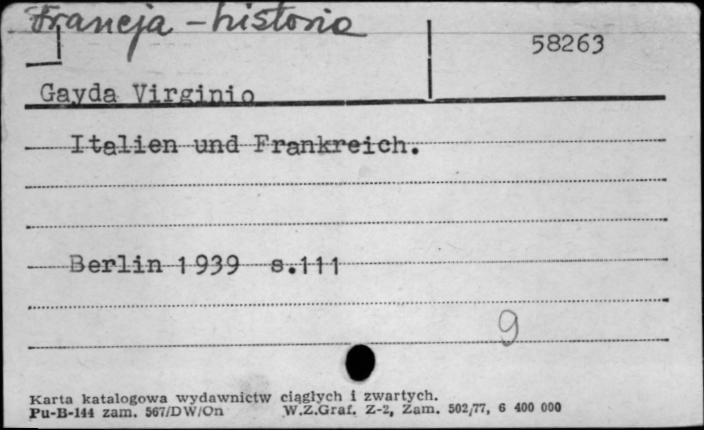 Francja - historia
58263
Gayda Virginio
Italien und Frankreich.
Berlin 1939 s.111
9
Karta katalogowa wydawnictw ciągłych i zwartych.
Pu-B-144 zam. 567/DW/On W.Z.Graf. Z-2, Zam. 502/77, 6 400 000